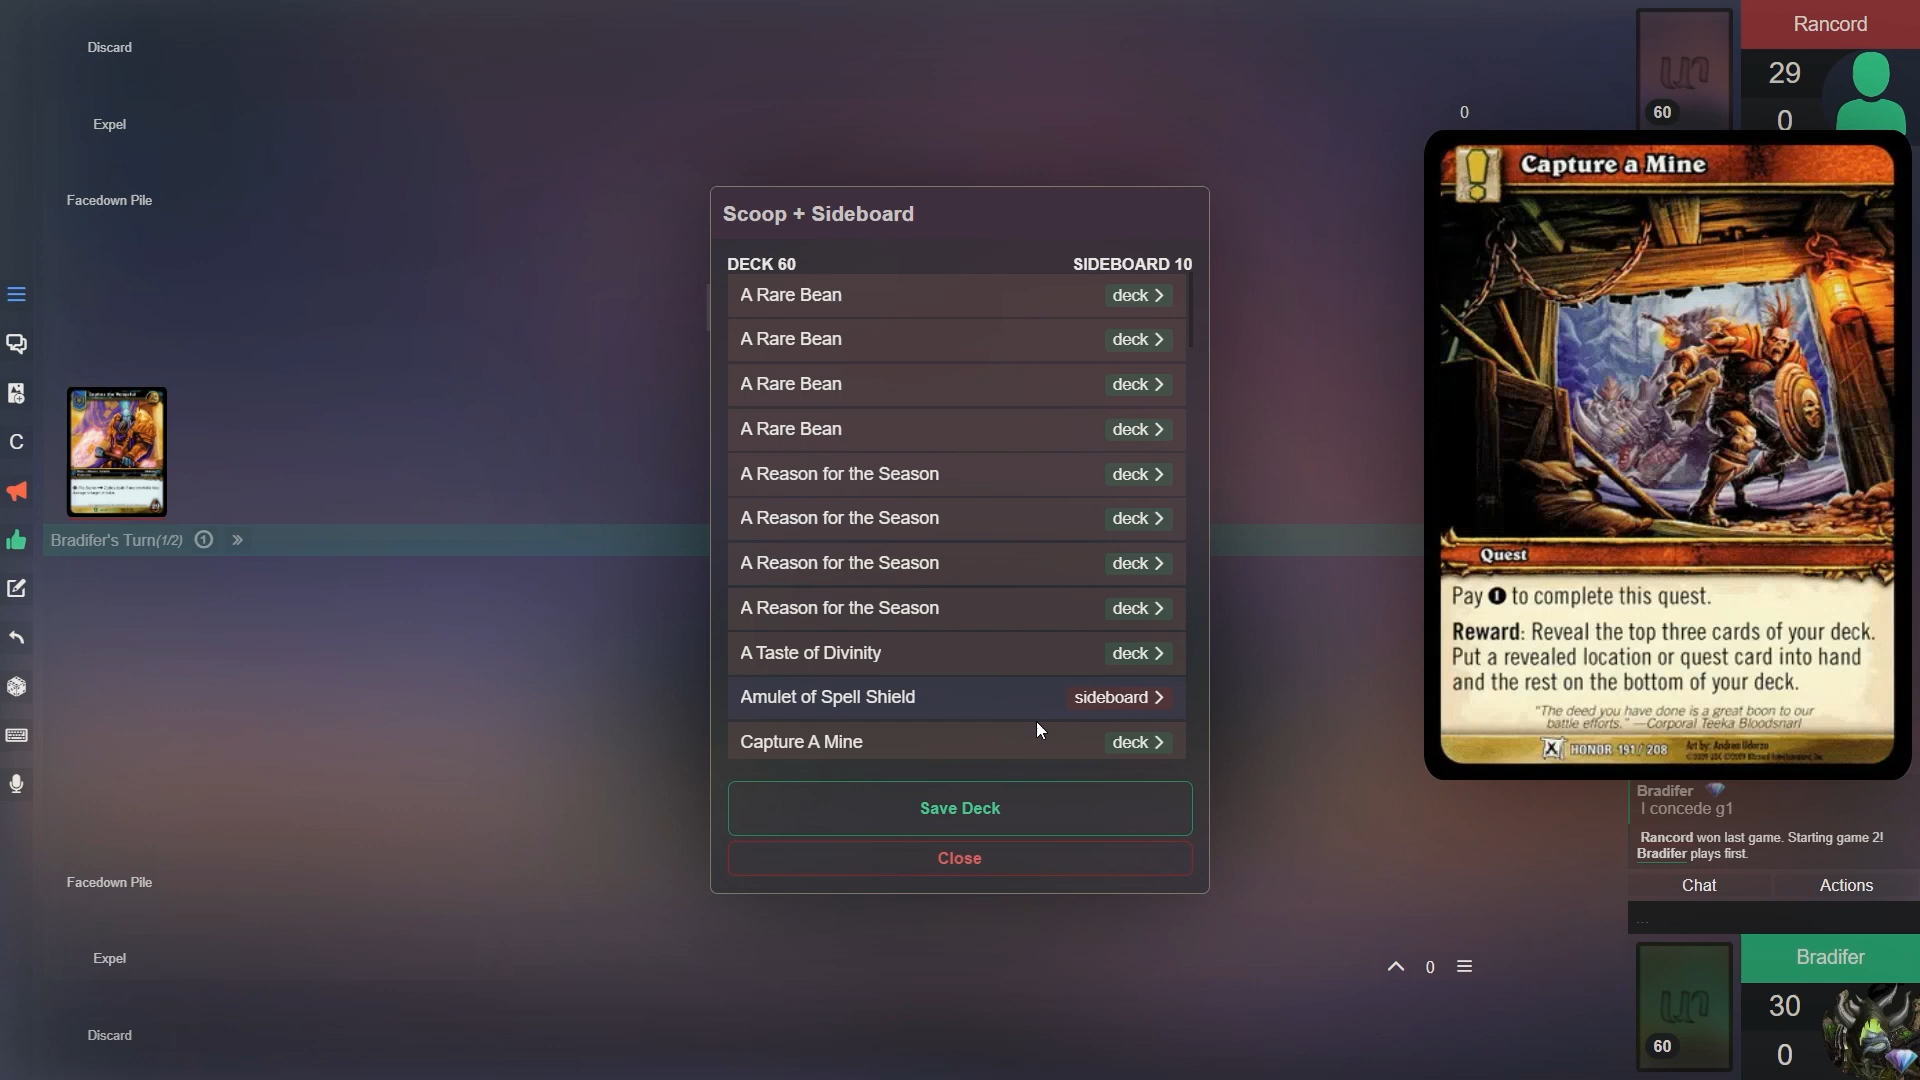 Discard
Expel
Facedown Pile
C
Bradifer's Turn(1/2) 1
Facedown Pile
Expel
Discard
Scoop + Sideboard
DECK 60 SIDEBOARD 10
A Rare Bean deck
A Rare Bean deck
A Rare Bean deck
A Rare Bean deck
A Reason for the Season deck
A Reason for the Season deck
A Reason for the Season deck
A Reason for the Season deck
A Taste of Divinity deck
Amulet of Spell Shield sideboard
Capture A Mine deck
Save Deck
Close
0
60
Rancord
29
0
Capture a Mine
Quest
Pay 1 to complete this quest.
Reward: Reveal the top three cards of your deck.
Put a revealed location or quest card into hand
and the rest on the bottom of your deck.
"The deed you have done is a great boon to our
battle efforts." —Corporal Teeka Bloodsnarl
HONOR 191/208
Bradifer
I concede g1
Rancord won last game. Starting game 2!
Bradifer plays first.
Chat Actions
...
0
60
Bradifer
30
0